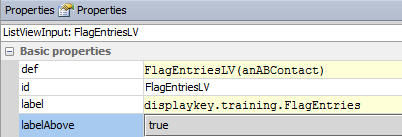 Properties Properties
ListViewInput: FlagEntriesLV
Basic properties
def FlagEntriesLV(anABContact)
id FlagEntriesLV
label displaykey.training.FlagEntries
labelAbove true